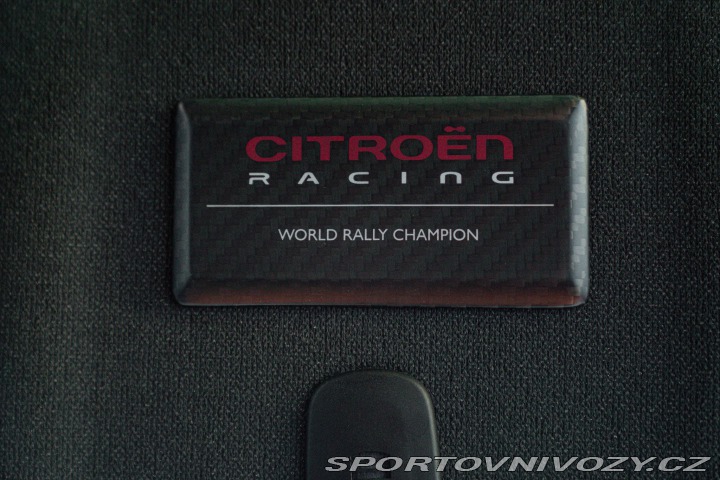 CITROËN
RACING
WORLD RALLY CHAMPION
SPORTOVNIVOZY.CZ